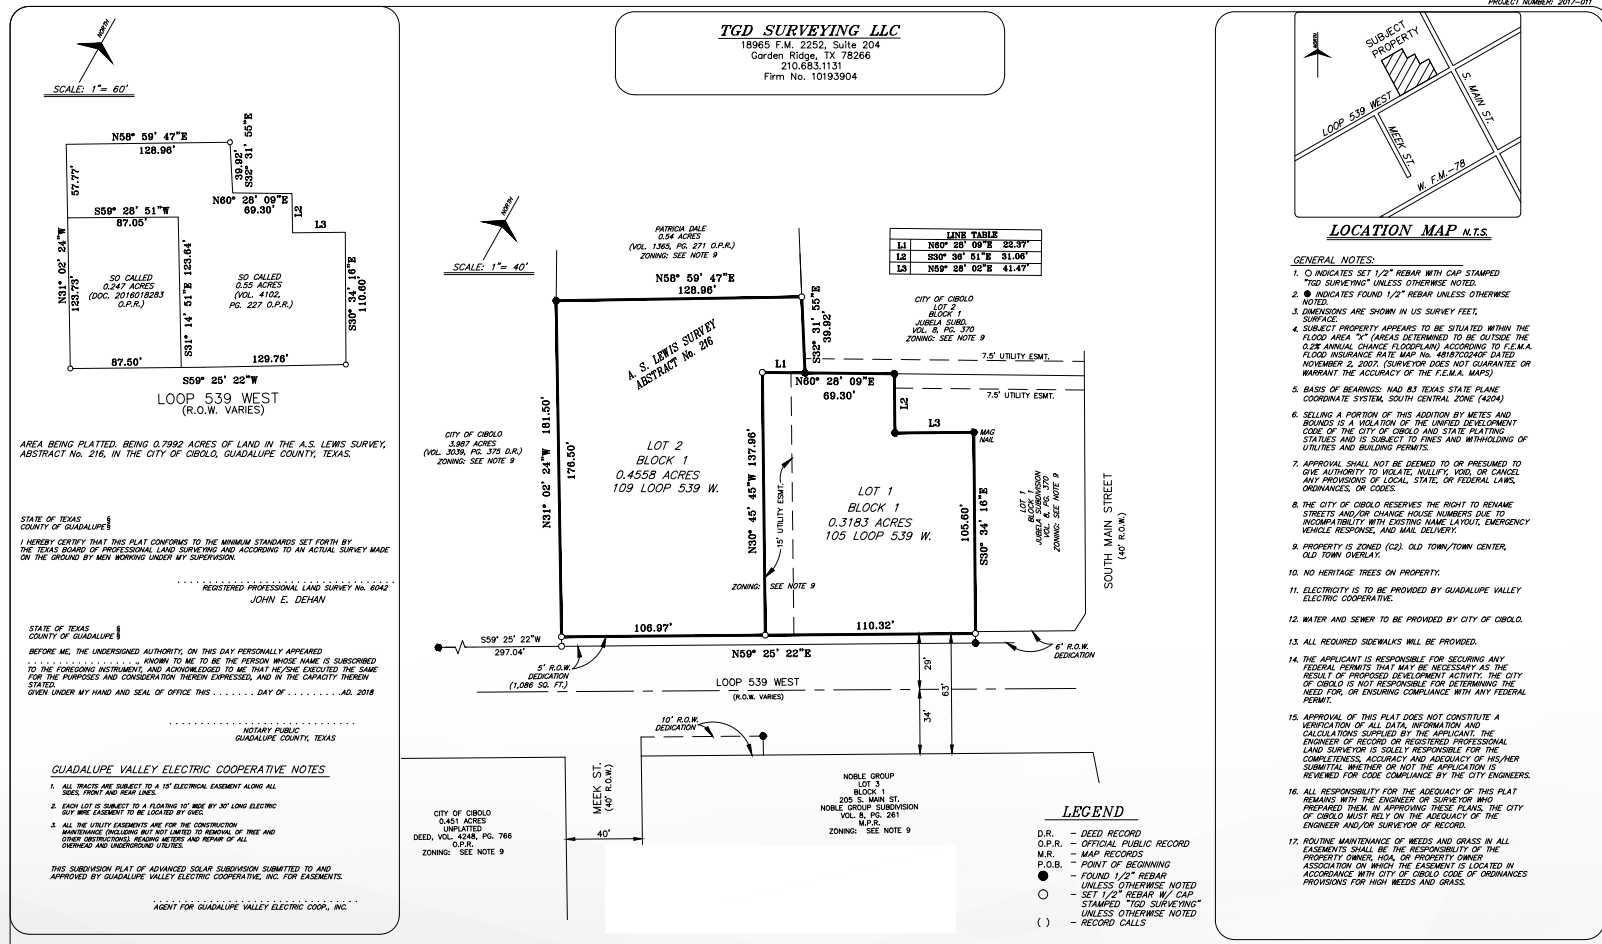 PROJECT NUMBER: 2017-011
NORTH
SCALE: 1"= 60'
N58° 59' 47"E
128.96'
39.92'
S32° 31' 55"E
57.77'
N60° 28' 09"E
69.30'
L2
L3
S59° 28' 51"W
87.05'
N31° 02' 24"W
123.73'
SO CALLED
0.247 ACRES
(DOC. 2016018283
O.P.R.)
S31° 14' 51"E 123.64'
SO CALLED
0.55 ACRES
(VOL. 4102,
PG. 227 O.P.R.)
S30° 34' 16"E
110.60'
87.50'
129.76'
S59° 25' 22"W
LOOP 539 WEST
(R.O.W. VARIES)
AREA BEING PLATTED. BEING 0.7992 ACRES OF LAND IN THE A.S. LEWIS SURVEY,
ABSTRACT No. 216, IN THE CITY OF CIBOLO, GUADALUPE COUNTY, TEXAS.
STATE OF TEXAS §
COUNTY OF GUADALUPE §
I HEREBY CERTIFY THAT THIS PLAT CONFORMS TO THE MINIMUM STANDARDS SET FORTH BY
THE TEXAS BOARD OF PROFESSIONAL LAND SURVEYING AND ACCORDING TO AN ACTUAL SURVEY MADE
ON THE GROUND BY MEN WORKING UNDER MY SUPERVISION.
REGISTERED PROFESSIONAL LAND SURVEY No. 6042
JOHN E. DEHAN
STATE OF TEXAS §
COUNTY OF GUADALUPE §
BEFORE ME, THE UNDERSIGNED AUTHORITY, ON THIS DAY PERSONALLY APPEARED
. . . . . . . . . . . . . . . . . ., KNOWN TO ME TO BE THE PERSON WHOSE NAME IS SUBSCRIBED
TO THE FOREGOING INSTRUMENT, AND ACKNOWLEDGED TO ME THAT HE/SHE EXECUTED THE SAME
FOR THE PURPOSES AND CONSIDERATION THEREIN EXPRESSED, AND IN THE CAPACITY THEREIN
STATED.
GIVEN UNDER MY HAND AND SEAL OF OFFICE THIS . . . . . . . . DAY OF . . . . . . . . .AD. 2018
NOTARY PUBLIC
GUADALUPE COUNTY, TEXAS
GUADALUPE VALLEY ELECTRIC COOPERATIVE NOTES
1. ALL TRACTS ARE SUBJECT TO A 15' ELECTRICAL EASEMENT ALONG ALL
SIDES, FRONT AND REAR LINES.
2. EACH LOT IS SUBJECT TO A FLOATING 10' WIDE BY 30' LONG ELECTRIC
GUY WIRE EASEMENT TO BE LOCATED BY GVEC.
3. ALL THE UTILITY EASEMENTS ARE FOR THE CONSTRUCTION
MAINTENANCE (INCLUDING BUT NOT LIMITED TO REMOVAL OF TREE AND
OTHER OBSTRUCTIONS), READING METERS AND REPAIR OF ALL
OVERHEAD AND UNDERGROUND UTILITIES.
THIS SUBDIVISION PLAT OF ADVANCED SOLAR SUBDIVISION SUBMITTED TO AND
APPROVED BY GUADALUPE VALLEY ELECTRIC COOPERATIVE, INC. FOR EASEMENTS.
AGENT FOR GUADALUPE VALLEY ELECTRIC COOP., INC.
TGD SURVEYING LLC
18965 F.M. 2252, Suite 204
Garden Ridge, TX 78266
210.683.1131
Firm No. 10193904
NORTH
SCALE: 1"= 40'
PATRICIA DALE
0.54 ACRES
(VOL. 1365, PG. 271 O.P.R.)
ZONING: SEE NOTE 9
N58° 59' 47"E
128.96'
LINE TABLE
L1 N60° 28' 09"E 22.37'
L2 S30° 36' 51"E 31.06'
L3 N59° 28' 02"E 41.47'
S32° 31' 55"E
39.92'
CITY OF CIBOLO
LOT 2
BLOCK 1
JUBELA SUBD.
VOL. 8, PG. 370
ZONING: SEE NOTE 9
A. S. LEWIS SURVEY
ABSTRACT No. 216
7.5' UTILITY ESMT.
L1
N60° 28' 09"E
69.30'
7.5' UTILITY ESMT.
L2
L3
MAG
NAIL
CITY OF CIBOLO
3.987 ACRES
(VOL. 3039, PG. 375 D.R.)
ZONING: SEE NOTE 9
N31° 02' 24"W 181.50'
176.50'
LOT 2
BLOCK 1
0.4558 ACRES
109 LOOP 539 W.
N30° 45' 45"W 137.96'
15' UTILITY ESMT.
LOT 1
BLOCK 1
0.3183 ACRES
105 LOOP 539 W.
105.60'
S30° 34' 16"E
LOT 1
BLOCK 1
JUBELA SUBDIVISION
VOL. 8, PG. 370
ZONING: SEE NOTE 9
SOUTH MAIN STREET
(40' R.O.W.)
ZONING: SEE NOTE 9
106.97'
110.32'
S59° 25' 22"W
297.04'
N59° 25' 22"E
5' R.O.W.
DEDICATION
(1,086 SQ. FT.)
6' R.O.W.
DEDICATION
LOOP 539 WEST
(R.O.W. VARIES)
29'
63'
34'
10' R.O.W.
DEDICATION
MEEK ST.
(40' R.O.W.)
40'
CITY OF CIBOLO
0.451 ACRES
UNPLATTED
DEED, VOL. 4248, PG. 766
O.P.R.
ZONING: SEE NOTE 9
NOBLE GROUP
LOT 3
BLOCK 1
205 S. MAIN ST.
NOBLE GROUP SUBDIVISION
VOL. 8, PG. 261
M.P.R.
ZONING: SEE NOTE 9
LEGEND
D.R. - DEED RECORD
O.P.R. - OFFICIAL PUBLIC RECORD
M.R. - MAP RECORDS
P.O.B. - POINT OF BEGINNING
- FOUND 1/2" REBAR
UNLESS OTHERWISE NOTED
- SET 1/2" REBAR W/ CAP
STAMPED "TGD SURVEYING"
UNLESS OTHERWISE NOTED
( ) - RECORD CALLS
NORTH
SUBJECT
PROPERTY
LOOP 539 WEST
S. MAIN ST.
MEEK ST.
W. F.M.-78
LOCATION MAP N.T.S.
GENERAL NOTES:
1. O INDICATES SET 1/2" REBAR WITH CAP STAMPED
"TGD SURVEYING" UNLESS OTHERWISE NOTED.
2. ● INDICATES FOUND 1/2" REBAR UNLESS OTHERWISE
NOTED.
3. DIMENSIONS ARE SHOWN IN US SURVEY FEET,
SURFACE.
4. SUBJECT PROPERTY APPEARS TO BE SITUATED WITHIN THE
FLOOD AREA "X" (AREAS DETERMINED TO BE OUTSIDE THE
0.2% ANNUAL CHANCE FLOODPLAIN) ACCORDING TO F.E.M.A.
FLOOD INSURANCE RATE MAP No. 48187C0240F DATED
NOVEMBER 2, 2007. (SURVEYOR DOES NOT GUARANTEE OR
WARRANT THE ACCURACY OF THE F.E.M.A. MAPS)
5. BASIS OF BEARINGS: NAD 83 TEXAS STATE PLANE
COORDINATE SYSTEM, SOUTH CENTRAL ZONE (4204)
6. SELLING A PORTION OF THIS ADDITION BY METES AND
BOUNDS IS A VIOLATION OF THE UNIFIED DEVELOPMENT
CODE OF THE CITY OF CIBOLO AND STATE PLATTING
STATUES AND IS SUBJECT TO FINES AND WITHHOLDING OF
UTILITIES AND BUILDING PERMITS.
7. APPROVAL SHALL NOT BE DEEMED TO OR PRESUMED TO
GIVE AUTHORITY TO VIOLATE, NULLIFY, VOID, OR CANCEL
ANY PROVISIONS OF LOCAL, STATE, OR FEDERAL LAWS,
ORDINANCES, OR CODES.
8. THE CITY OF CIBOLO RESERVES THE RIGHT TO RENAME
STREETS AND/OR CHANGE HOUSE NUMBERS DUE TO
INCOMPATIBILITY WITH EXISTING NAME LAYOUT, EMERGENCY
VEHICLE RESPONSE, AND MAIL DELIVERY.
9. PROPERTY IS ZONED (C2). OLD TOWN/TOWN CENTER,
OLD TOWN OVERLAY.
10. NO HERITAGE TREES ON PROPERTY.
11. ELECTRICITY IS TO BE PROVIDED BY GUADALUPE VALLEY
ELECTRIC COOPERATIVE.
12. WATER AND SEWER TO BE PROVIDED BY CITY OF CIBOLO.
13. ALL REQUIRED SIDEWALKS WILL BE PROVIDED.
14. THE APPLICANT IS RESPONSIBLE FOR SECURING ANY
FEDERAL PERMITS THAT MAY BE NECESSARY AS THE
RESULT OF PROPOSED DEVELOPMENT ACTIVITY. THE CITY
OF CIBOLO IS NOT RESPONSIBLE FOR DETERMINING THE
NEED FOR, OR ENSURING COMPLIANCE WITH ANY FEDERAL
PERMIT.
15. APPROVAL OF THIS PLAT DOES NOT CONSTITUTE A
VERIFICATION OF ALL DATA, INFORMATION AND
CALCULATIONS SUPPLIED BY THE APPLICANT. THE
ENGINEER OF RECORD OR REGISTERED PROFESSIONAL
LAND SURVEYOR IS SOLELY RESPONSIBLE FOR THE
COMPLETENESS, ACCURACY AND ADEQUACY OF HIS/HER
SUBMITTAL WHETHER OR NOT THE APPLICATION IS
REVIEWED FOR CODE COMPLIANCE BY THE CITY ENGINEERS.
16. ALL RESPONSIBILITY FOR THE ADEQUACY OF THIS PLAT
REMAINS WITH THE ENGINEER OR SURVEYOR WHO
PREPARED THEM. IN APPROVING THESE PLANS, THE CITY
OF CIBOLO MUST RELY ON THE ADEQUACY OF THE
ENGINEER AND/OR SURVEYOR OF RECORD.
17. ROUTINE MAINTENANCE OF WEEDS AND GRASS IN ALL
EASEMENTS SHALL BE THE RESPONSIBILITY OF THE
PROPERTY OWNER, HOA, OR PROPERTY OWNER
ASSOCIATION ON WHICH THE EASEMENT IS LOCATED IN
ACCORDANCE WITH CITY OF CIBOLO CODE OF ORDINANCES
PROVISIONS FOR HIGH WEEDS AND GRASS.